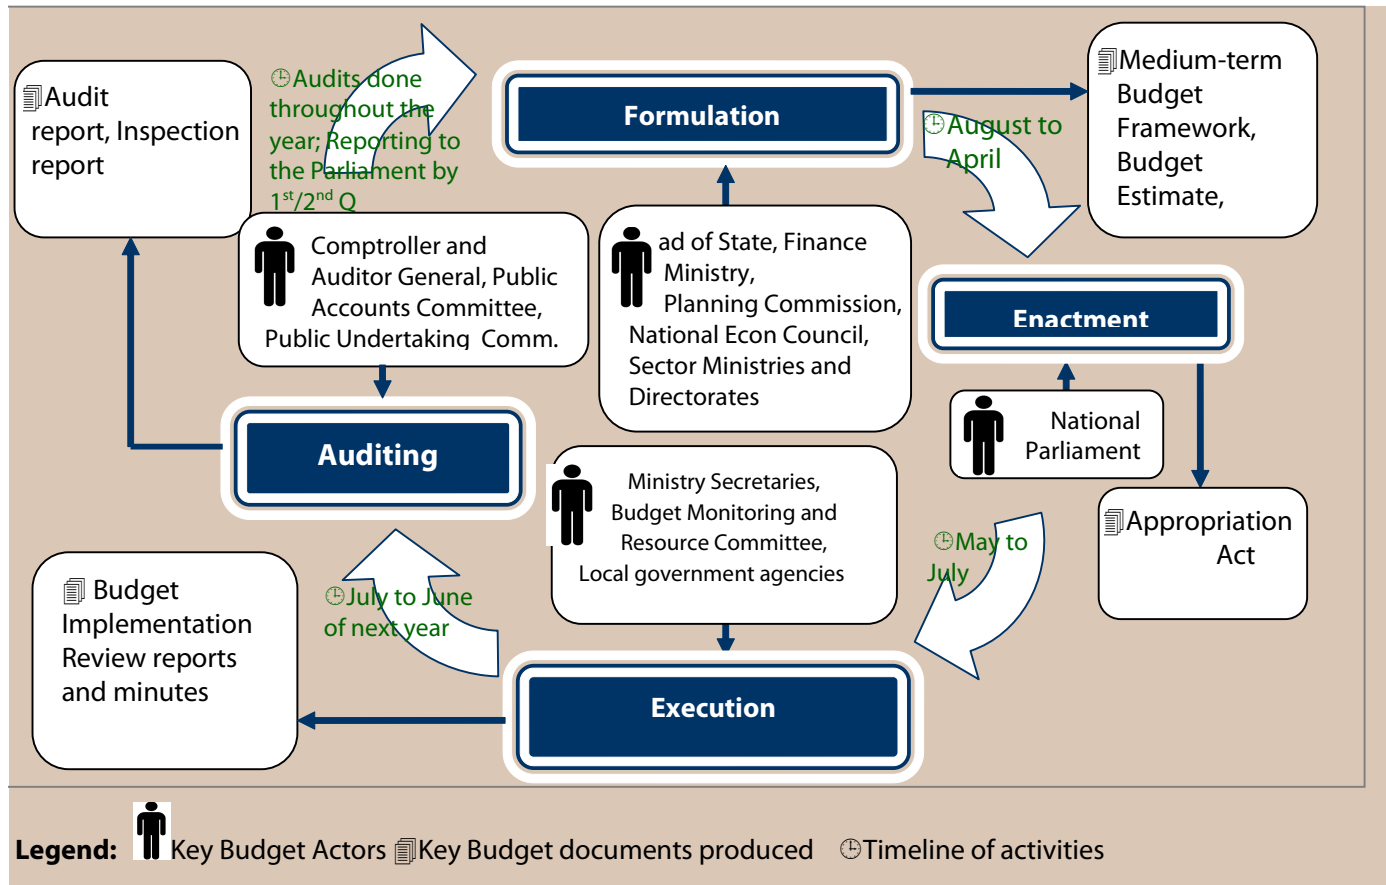 Audit
report, Inspection
report
Audits done
throughout the
year; Reporting to
the Parliament by
1st/2nd Q
Formulation
August to
April
Medium-term
Budget
Framework,
Budget
Estimate,
Comptroller and
Auditor General, Public
Accounts Committee,
Public Undertaking Comm.
ad of State, Finance
Ministry,
Planning Commission,
National Econ Council,
Sector Ministries and
Directorates
Enactment
National
Parliament
Auditing
Ministry Secretaries,
Budget Monitoring and
Resource Committee,
Local government agencies
May to
July
Appropriation
Act
Budget
Implementation
Review reports
and minutes
July to June
of next year
Execution
Legend: Key Budget Actors Key Budget documents produced Timeline of activities